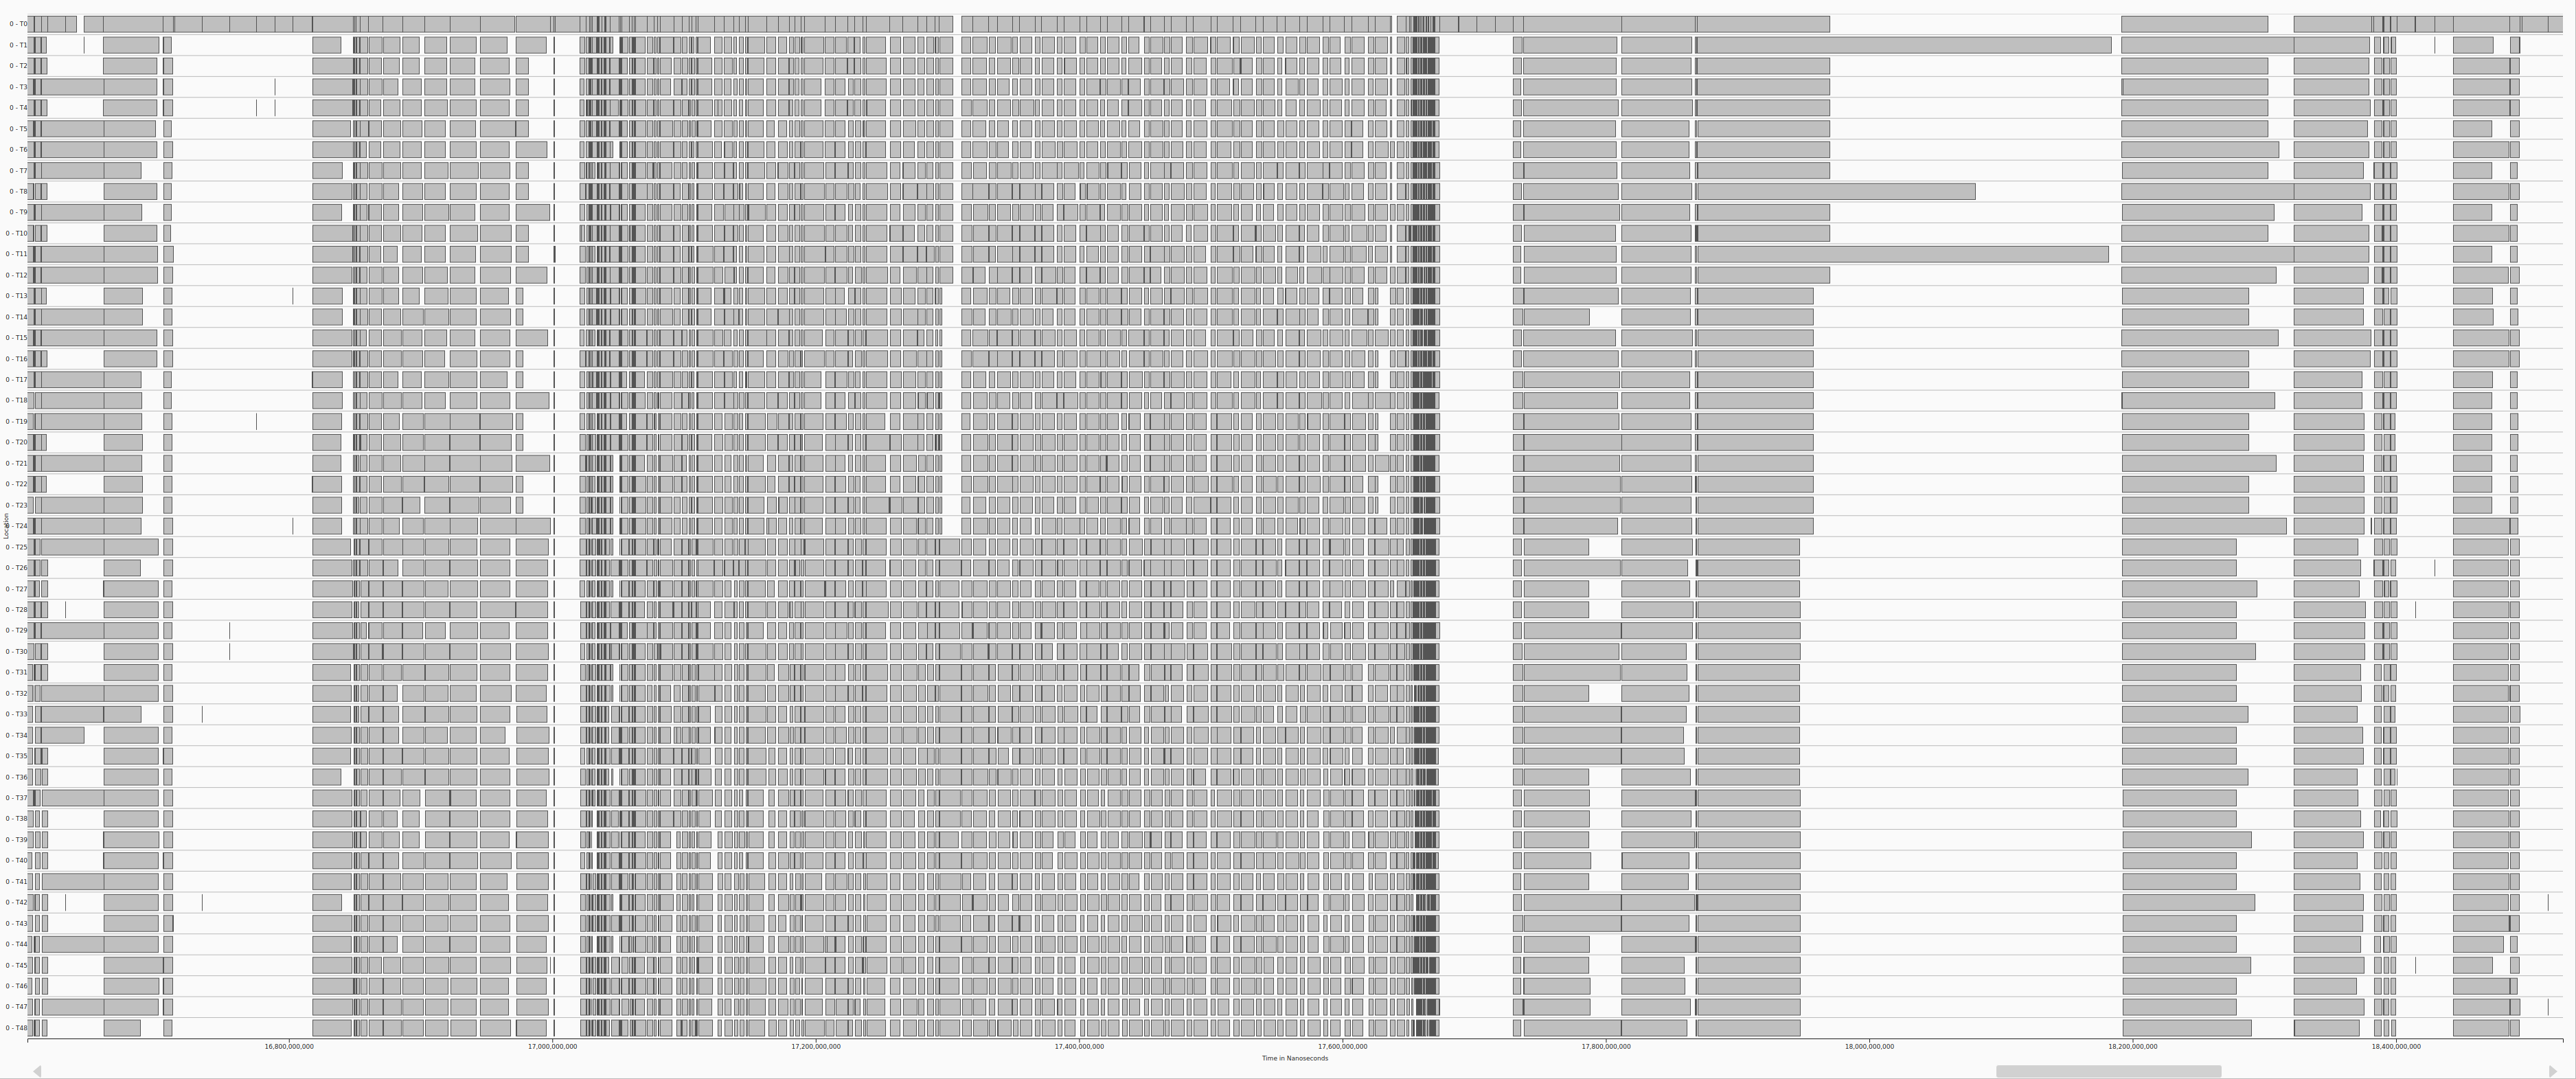 0 - T0
0 - T1
0 - T2
0 - T3
0 - T4
0 - T5
0 - T6
0 - T7
0 - T8
0 - T9
0 - T10
0 - T11
0 - T12
0 - T13
0 - T14
0 - T15
0 - T16
0 - T17
0 - T18
0 - T19
0 - T20
0 - T21
0 - T22
0 - T23
0 - T24
0 - T25
0 - T26
0 - T27
0 - T28
0 - T29
0 - T30
0 - T31
0 - T32
0 - T33
0 - T34
0 - T35
0 - T36
0 - T37
0 - T38
0 - T39
0 - T40
0 - T41
0 - T42
0 - T43
0 - T44
0 - T45
0 - T46
0 - T47
0 - T48
Location
16,800,000,000 17,000,000,000 17,200,000,000 17,400,000,000 17,600,000,000 17,800,000,000 18,000,000,000 18,200,000,000 18,400,000,000
Time in Nanoseconds